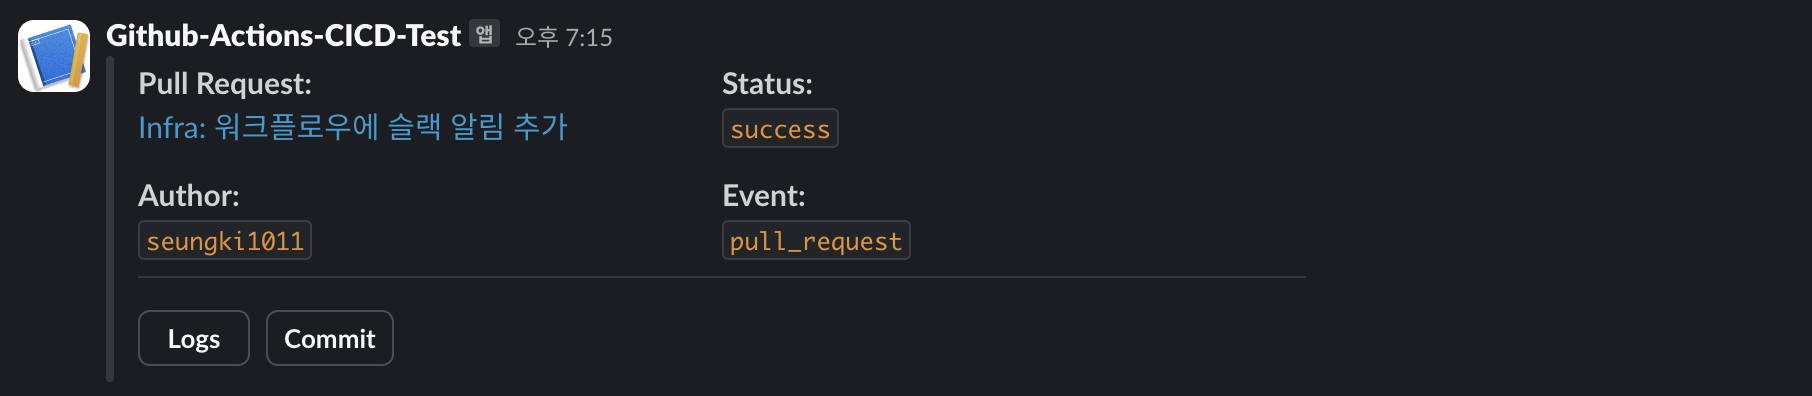 Github-Actions-CICD-Test 앱 오후 7:15
Pull Request:
Infra: 워크플로우에 슬랙 알림 추가
Status:
success
Author:
seungki1011
Event:
pull_request
Logs
Commit